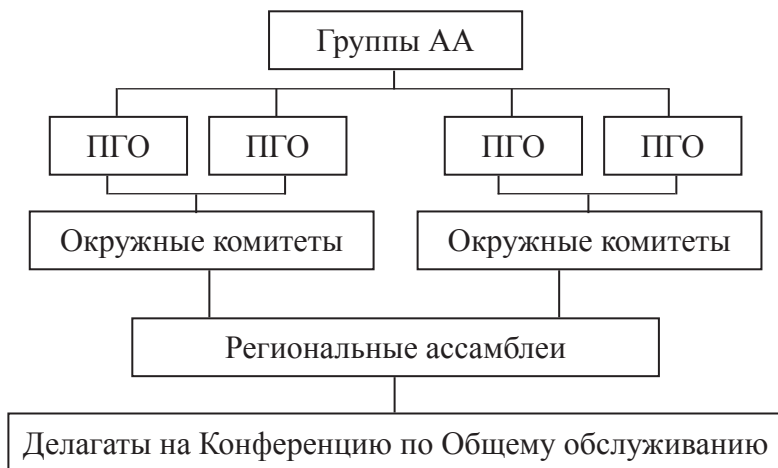 Группы АА
ПГО ПГО ПГО ПГО
Окружные комитеты Окружные комитеты
Региональные ассамблеи
Делагаты на Конференцию по Общему обслуживанию